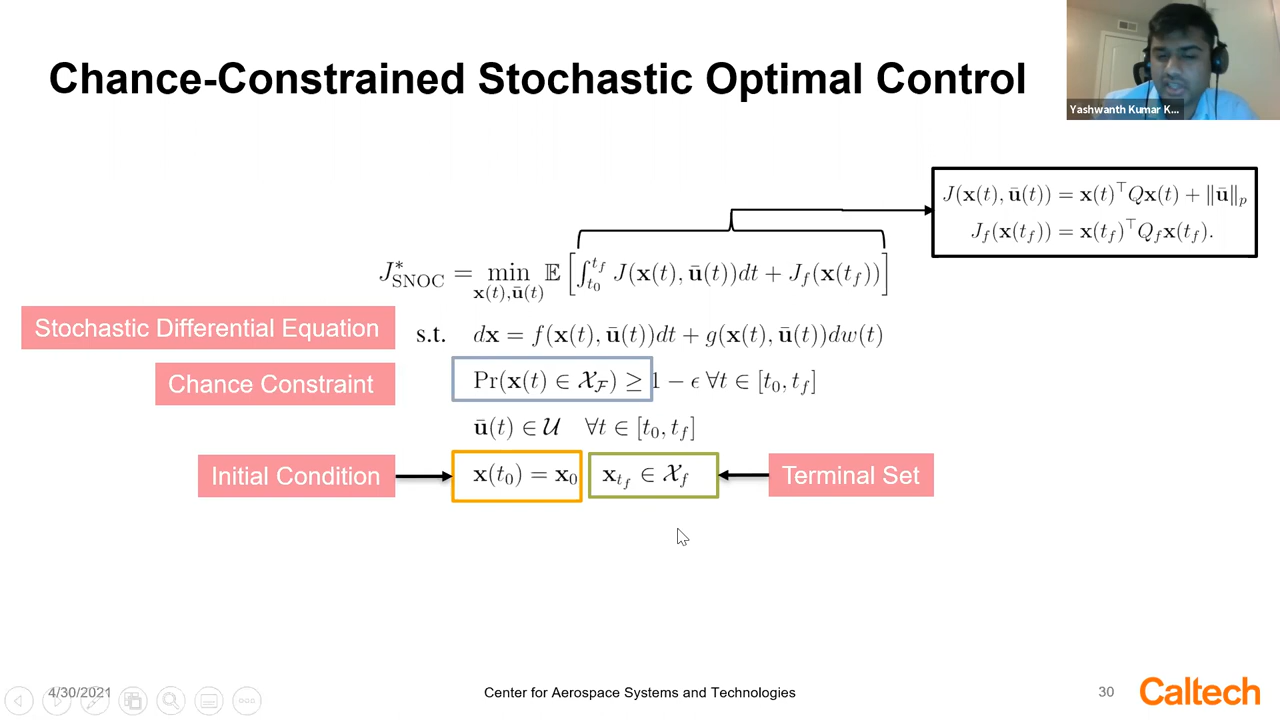 Chance-Constrained Stochastic Optimal Control
Yashwanth Kumar K...
J(x(t), ū(t)) = x(t)^⊤Qx(t) + ‖ū‖_p
J_f(x(t_f)) = x(t_f)^⊤Q_f x(t_f).
J*_SNOC = min_{x(t),ū(t)} 𝔼[∫_{t_0}^{t_f} J(x(t), ū(t))dt + J_f(x(t_f))]
Stochastic Differential Equation
s.t. dx = f(x(t), ū(t))dt + g(x(t), ū(t))dw(t)
Chance Constraint
Pr(x(t) ∈ 𝒳_ℱ) ≥ 1 − ϵ ∀t ∈ [t_0, t_f]
ū(t) ∈ 𝒰 ∀t ∈ [t_0, t_f]
Initial Condition
x(t_0) = x_0 x_{t_f} ∈ 𝒳_f
Terminal Set
4/30/2021
Center for Aerospace Systems and Technologies
30
Caltech